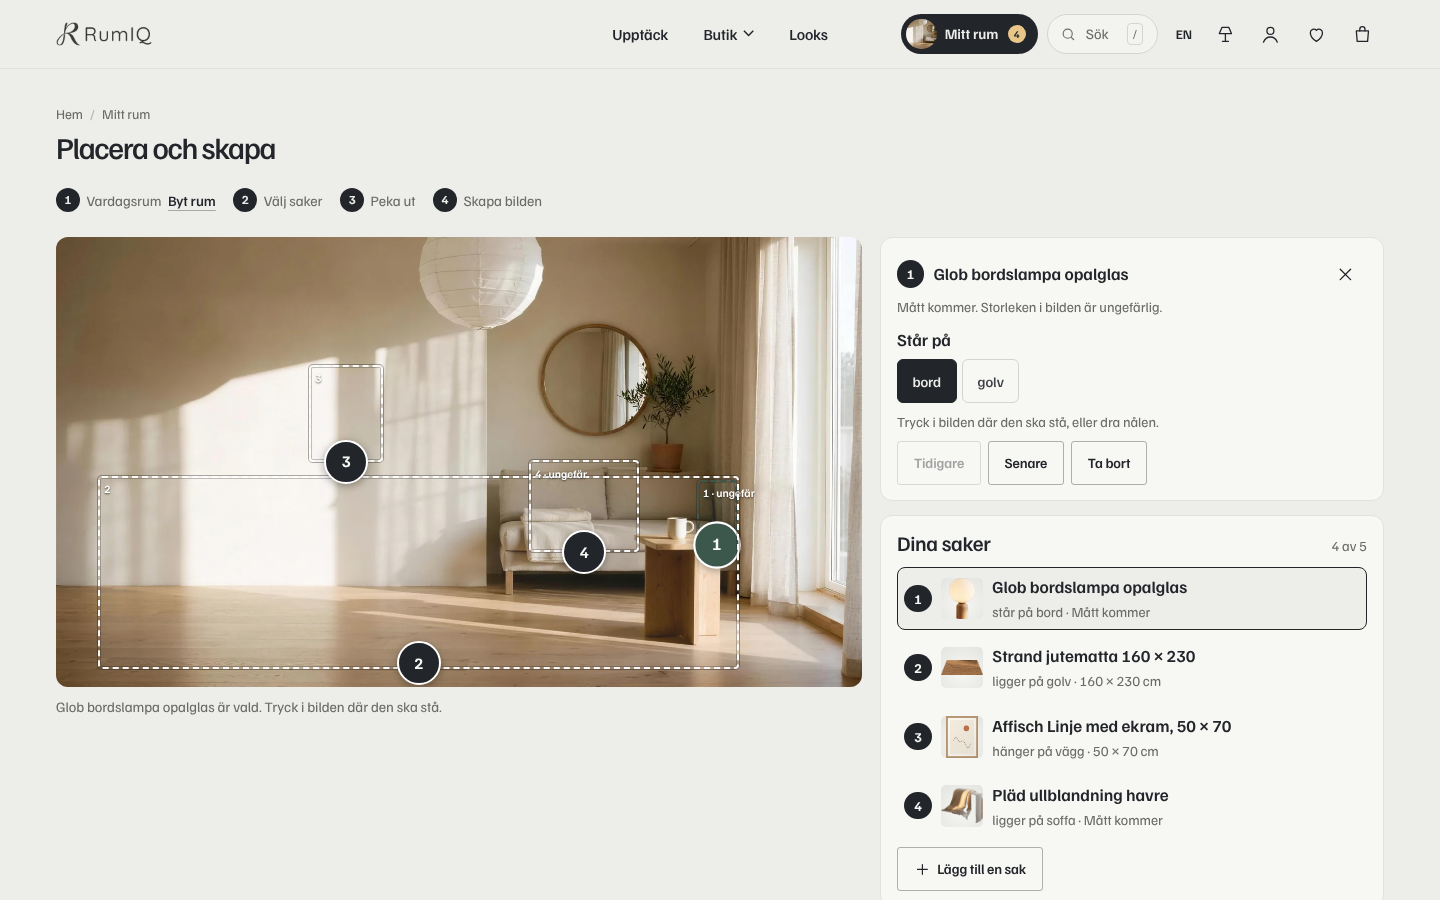 RumIQ
Upptäck
Butik
Looks
Mitt rum
4
Sök
/
EN
Hem / Mitt rum
Placera och skapa
1 Vardagsrum Byt rum
2 Välj saker
3 Peka ut
4 Skapa bilden
3
3
2
4 · ungefär
1 · ungefär
4
1
2
Glob bordslampa opalglas är vald. Tryck i bilden där den ska stå.
1 Glob bordslampa opalglas
Mått kommer. Storleken i bilden är ungefärlig.
Står på
bord
golv
Tryck i bilden där den ska stå, eller dra nålen.
Tidigare
Senare
Ta bort
Dina saker
4 av 5
1
Glob bordslampa opalglas
står på bord · Mått kommer
2
Strand jutematta 160 × 230
ligger på golv · 160 × 230 cm
3
Affisch Linje med ekram, 50 × 70
hänger på vägg · 50 × 70 cm
4
Pläd ullblandning havre
ligger på soffa · Mått kommer
+ Lägg till en sak